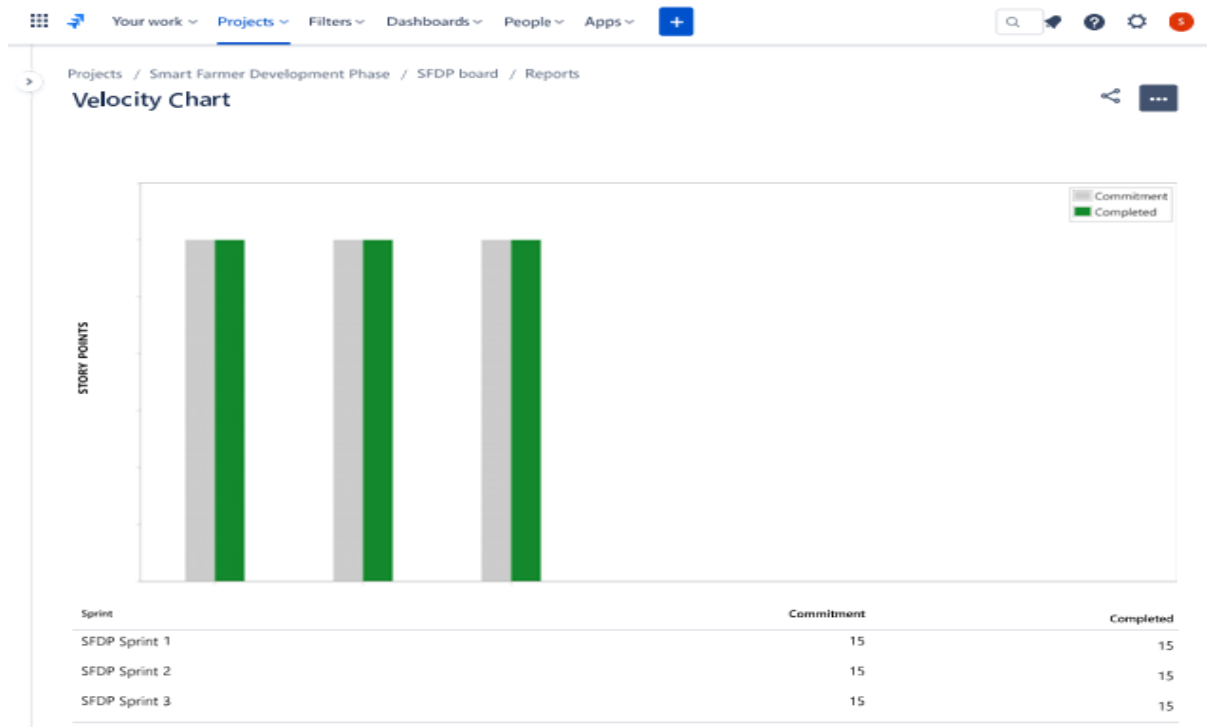 Your work Projects Filters Dashboards People Apps +
S
Projects / Smart Farmer Development Phase / SFDP board / Reports
Velocity Chart
Commitment
Completed
STORY POINTS
Sprint Commitment Completed
SFDP Sprint 1 15 15
SFDP Sprint 2 15 15
SFDP Sprint 3 15 15